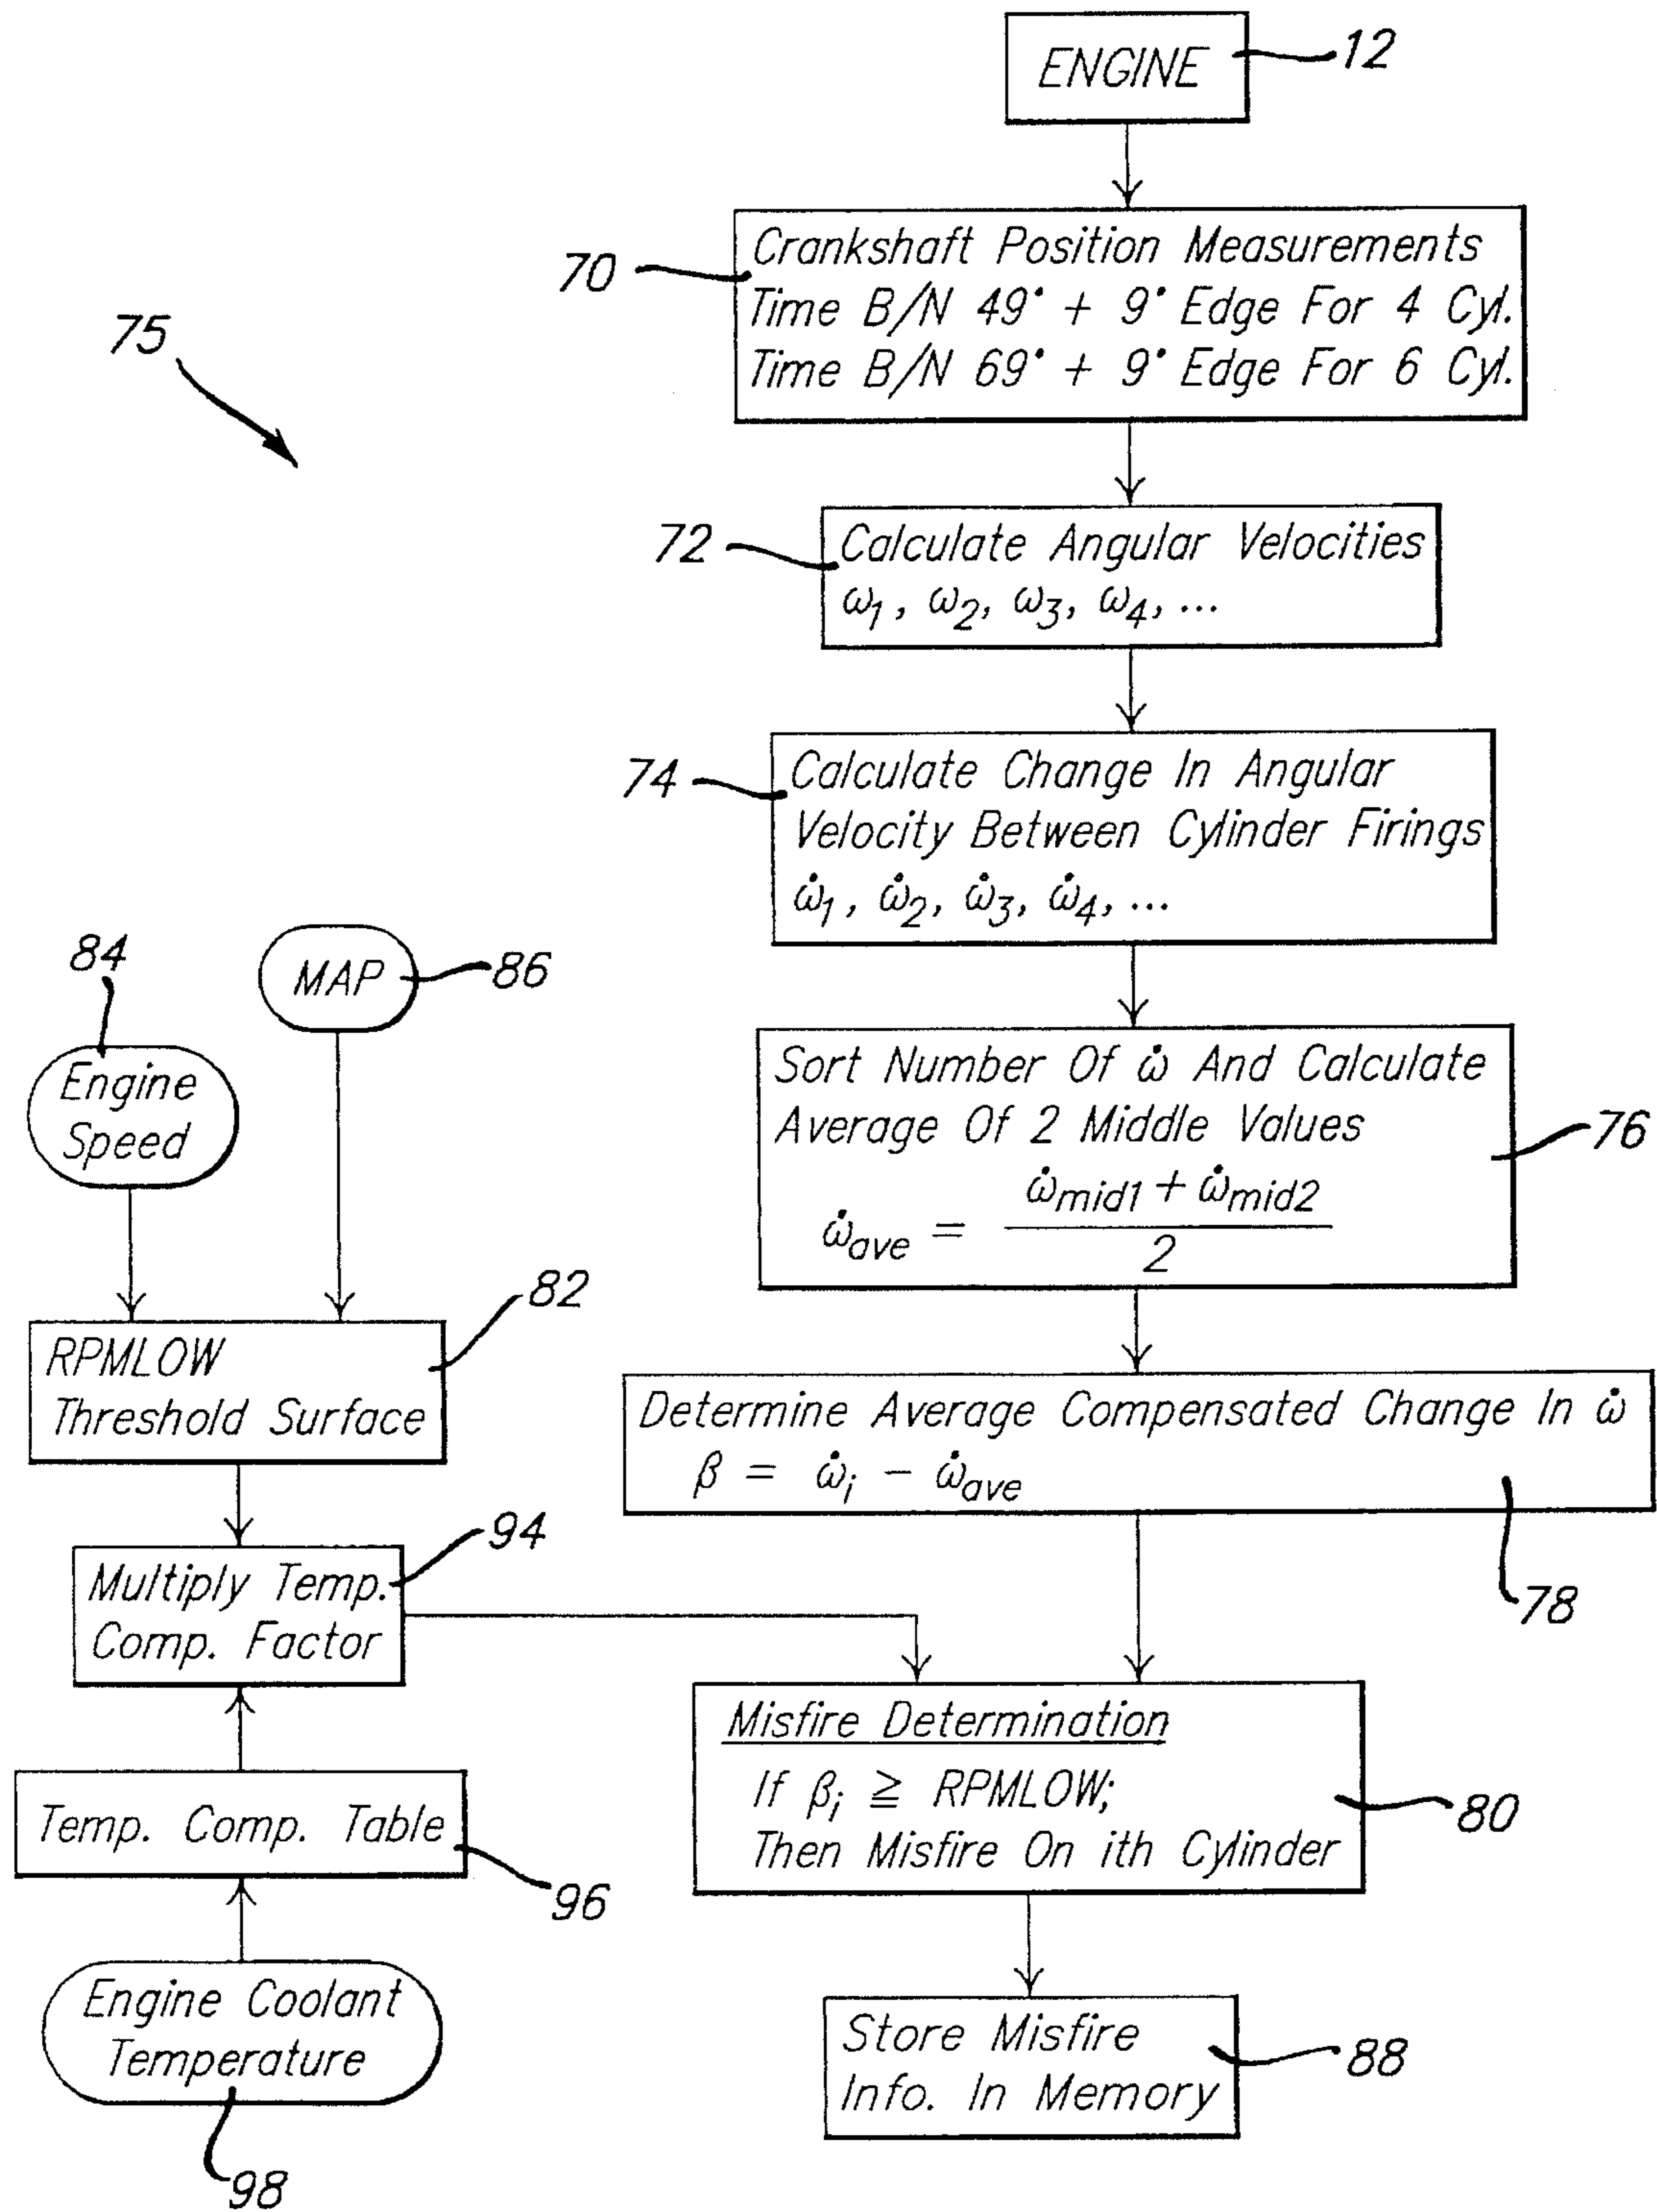 ENGINE
12
70
Crankshaft Position Measurements
Time B/N 49° + 9° Edge For 4 Cyl.
Time B/N 69° + 9° Edge For 6 Cyl.
75
72
Calculate Angular Velocities
ω1, ω2, ω3, ω4, ...
74
Calculate Change In Angular
Velocity Between Cylinder Firings
ω̇1, ω̇2, ω̇3, ω̇4, ...
84
MAP
86
Engine
Speed
Sort Number Of ω̇ And Calculate
Average Of 2 Middle Values
ω̇ave = (ω̇mid1 + ω̇mid2) / 2
76
82
RPMLOW
Threshold Surface
Determine Average Compensated Change In ω̇
β = ω̇i - ω̇ave
78
94
Multiply Temp.
Comp. Factor
Misfire Determination
If βi ≧ RPMLOW;
Then Misfire On ith Cylinder
80
Temp. Comp. Table
96
Engine Coolant
Temperature
98
Store Misfire
Info. In Memory
88